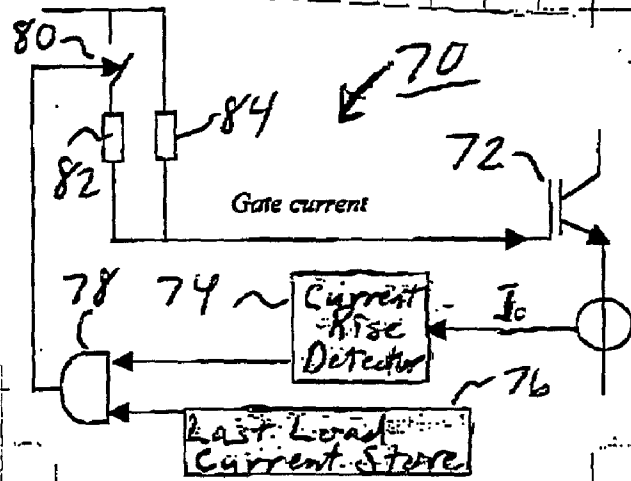 80
70
84
72
82
Gate current
78
74
Current
Rise
Detector
Ic
76
Last Load
Current Store